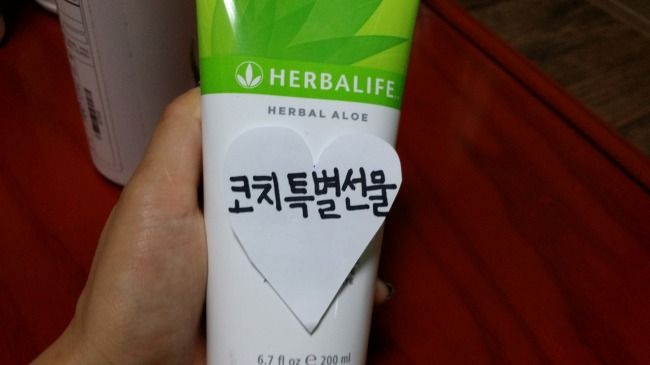 HERBALIFE
HERBAL ALOE
코치특별선물
6.7 fl oz e 200 ml